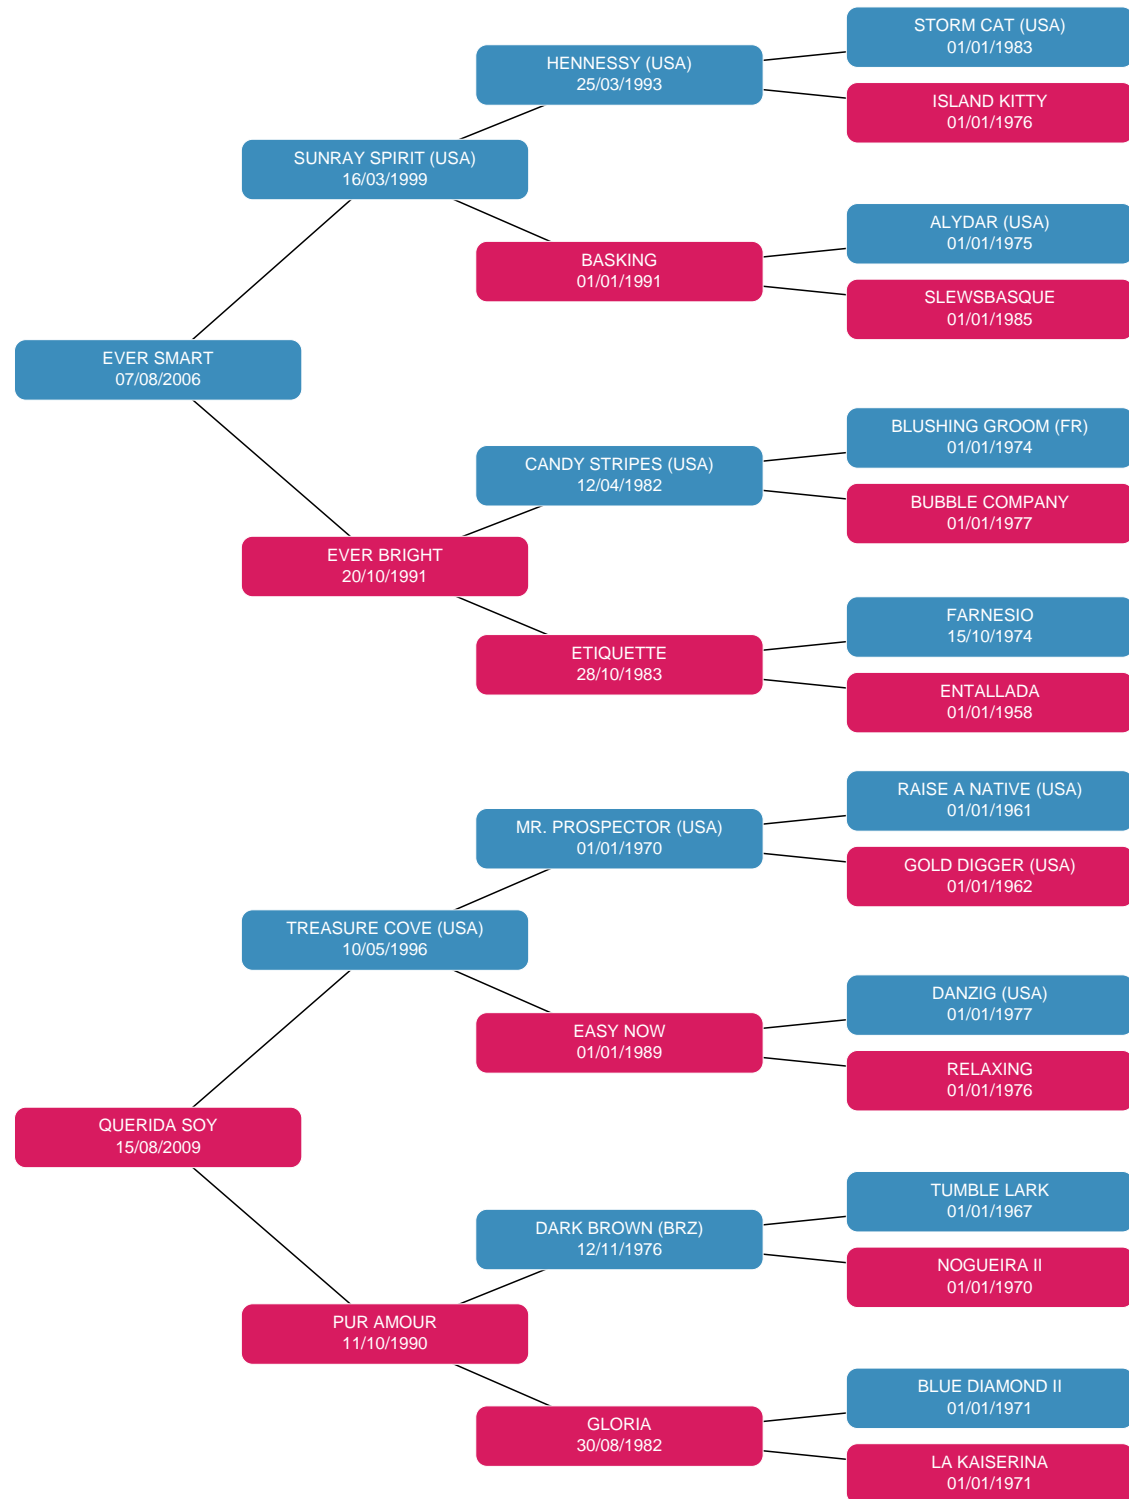 STORM CAT (USA)
01/01/1983
HENNESSY (USA)
25/03/1993
ISLAND KITTY
01/01/1976
SUNRAY SPIRIT (USA)
16/03/1999
ALYDAR (USA)
01/01/1975
BASKING
01/01/1991
SLEWSBASQUE
01/01/1985
EVER SMART
07/08/2006
BLUSHING GROOM (FR)
01/01/1974
CANDY STRIPES (USA)
12/04/1982
BUBBLE COMPANY
01/01/1977
EVER BRIGHT
20/10/1991
FARNESIO
15/10/1974
ETIQUETTE
28/10/1983
ENTALLADA
01/01/1958
RAISE A NATIVE (USA)
01/01/1961
MR. PROSPECTOR (USA)
01/01/1970
GOLD DIGGER (USA)
01/01/1962
TREASURE COVE (USA)
10/05/1996
DANZIG (USA)
01/01/1977
EASY NOW
01/01/1989
RELAXING
01/01/1976
QUERIDA SOY
15/08/2009
TUMBLE LARK
01/01/1967
DARK BROWN (BRZ)
12/11/1976
NOGUEIRA II
01/01/1970
PUR AMOUR
11/10/1990
BLUE DIAMOND II
01/01/1971
GLORIA
30/08/1982
LA KAISERINA
01/01/1971